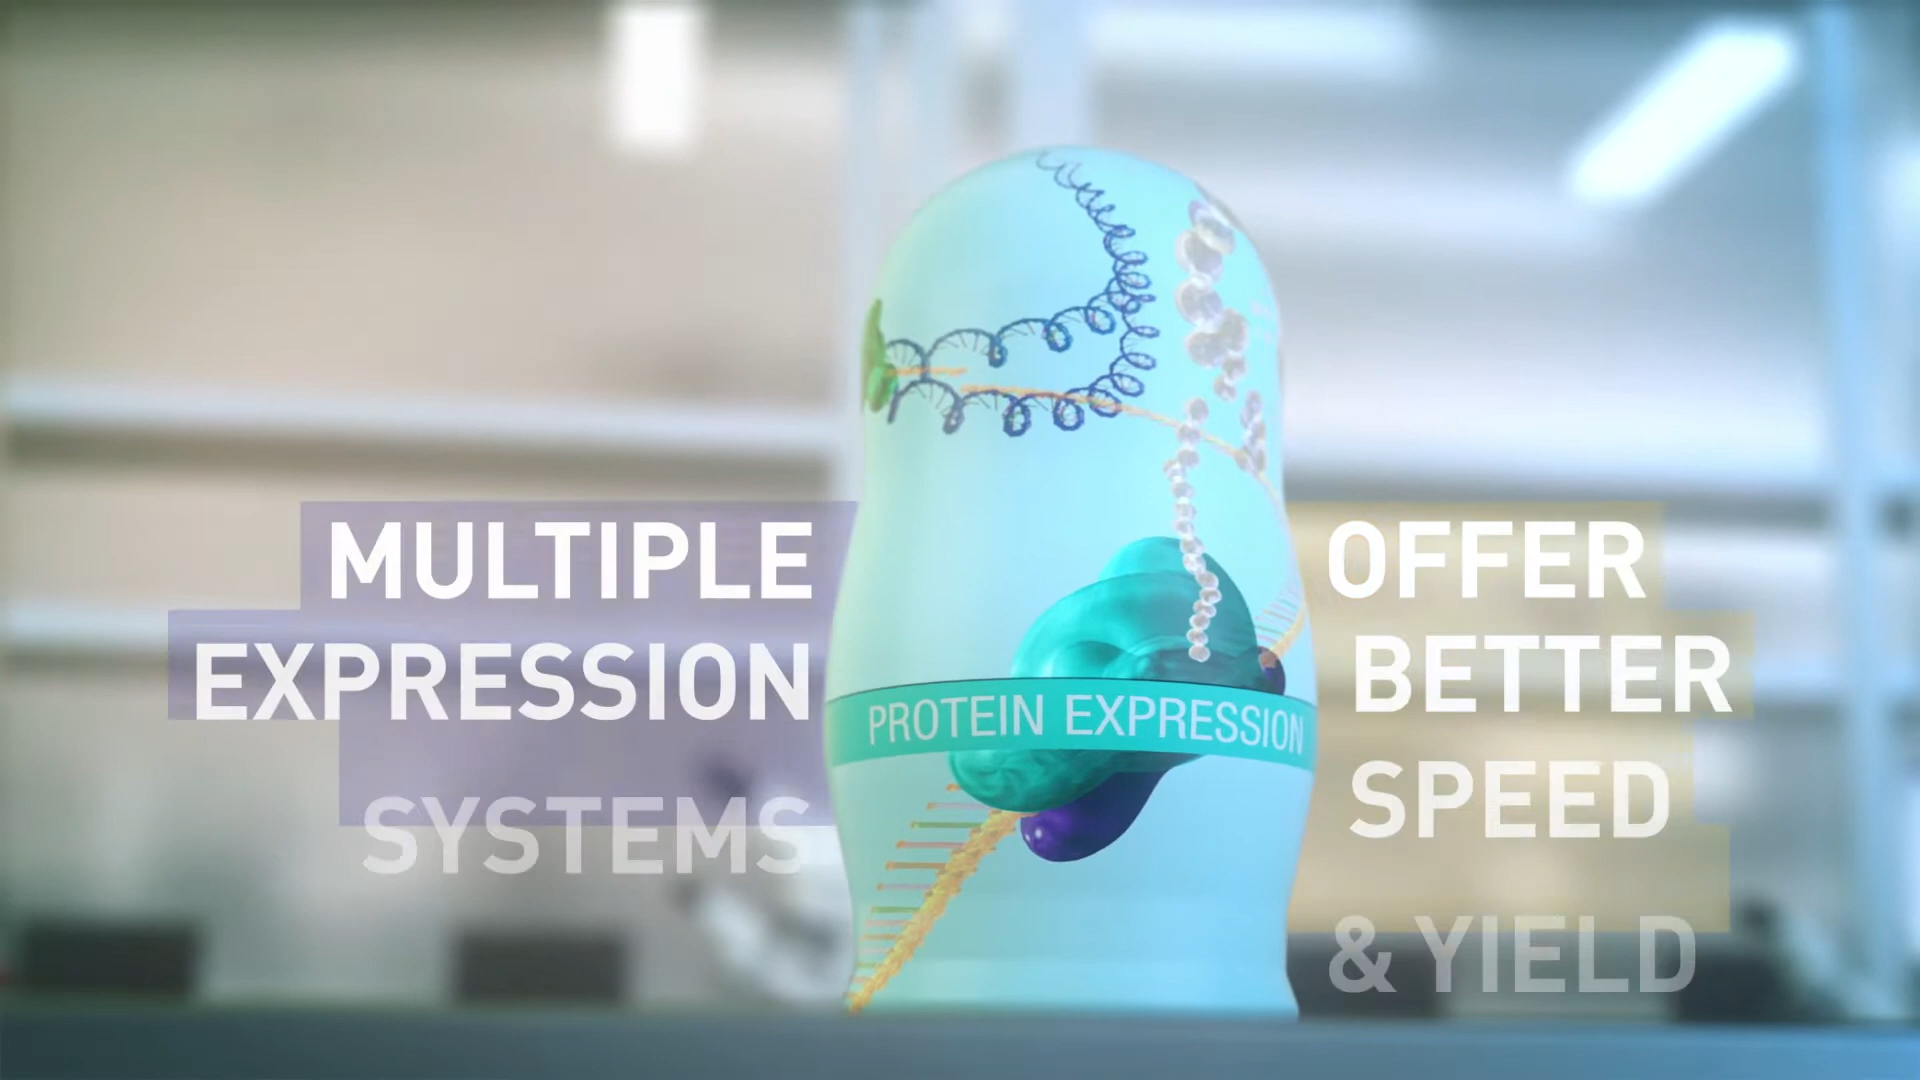 MULTIPLE
EXPRESSION
SYSTEMS
PROTEIN EXPRESSION
OFFER
BETTER
SPEED
& YIELD